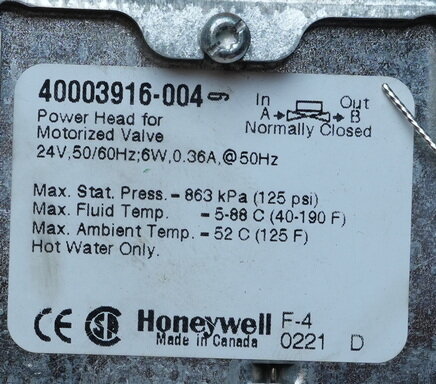 40003916-004 9
Power Head for
Motorized Valve
24V,50/60Hz;6W,0.36A,@50Hz
In Out
A B
Normally Closed
Max. Stat. Press.- 863 kPa (125 psi)
Max. Fluid Temp. - 5-88 C (40-190 F)
Max. Ambient Temp. - 52 C (125 F)
Hot Water Only.
CE SA Honeywell F-4
Made in Canada 0221 D